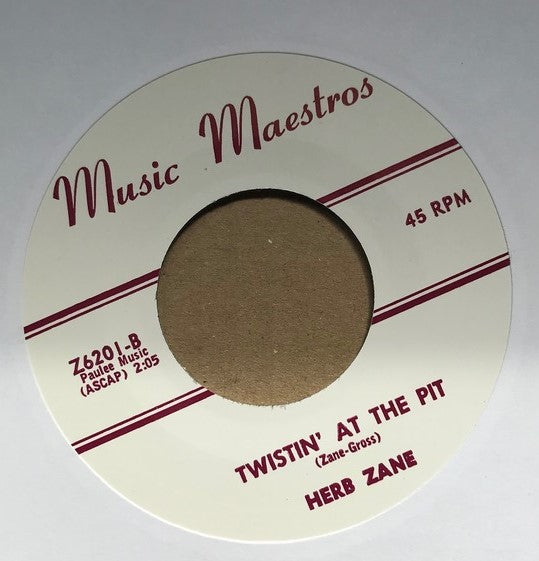 Music Maestros
45 RPM
Z6201-B
Paulee Music
(ASCAP) 2:05
TWISTIN' AT THE PIT
(Zane-Gross)
HERB ZANE